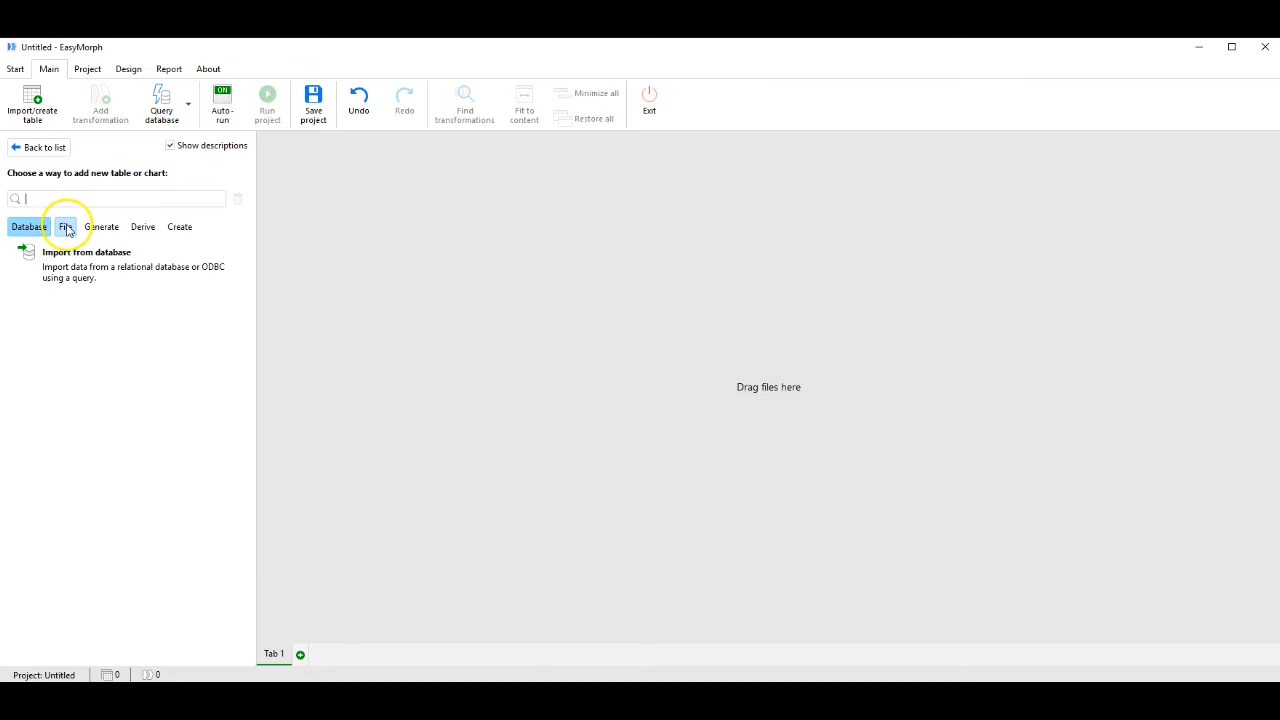 Untitled - EasyMorph
Start Main Project Design Report About
Import/create table
Add transformation
Query database
ON
Auto-run
Run project
Save project
Undo
Redo
Find transformations
Fit to content
Minimize all
Restore all
Exit
Back to list
Show descriptions
Choose a way to add new table or chart:
Database File Generate Derive Create
Import from database
Import data from a relational database or ODBC
using a query.
Drag files here
Tab 1
Project: Untitled 0 0